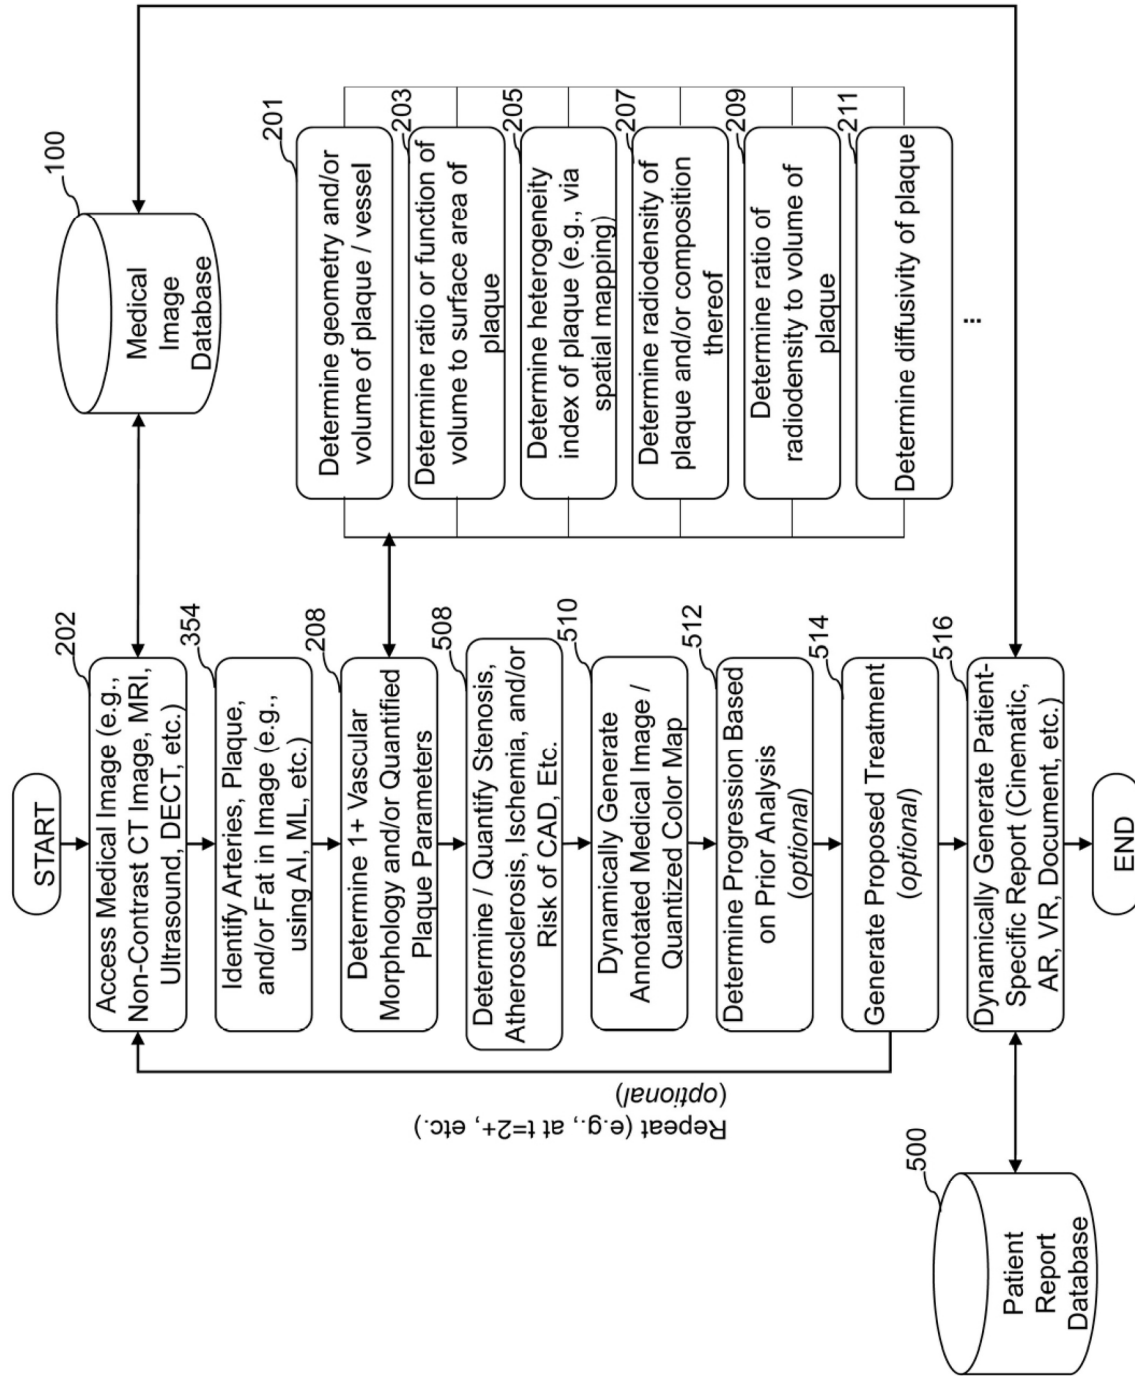 START
202
Access Medical Image (e.g.,
Non-Contrast CT Image, MRI,
Ultrasound, DECT, etc.)
100
Medical
Image
Database
354
Identify Arteries, Plaque,
and/or Fat in Image (e.g.,
using AI, ML, etc.)
208
Determine 1+ Vascular
Morphology and/or Quantified
Plaque Parameters
201
Determine geometry and/or
volume of plaque / vessel
203
Determine ratio or function of
volume to surface area of
plaque
205
Determine heterogeneity
index of plaque (e.g., via
spatial mapping)
207
Determine radiodensity of
plaque and/or composition
thereof
209
Determine ratio of
radiodensity to volume of
plaque
211
Determine diffusivity of plaque
...
508
Determine / Quantify Stenosis,
Atherosclerosis, Ischemia, and/or
Risk of CAD, Etc.
510
Dynamically Generate
Annotated Medical Image /
Quantized Color Map
512
Determine Progression Based
on Prior Analysis
(optional)
514
Generate Proposed Treatment
(optional)
Repeat (e.g., at t=2+, etc.)
(optional)
516
Dynamically Generate Patient-
Specific Report (Cinematic,
AR, VR, Document, etc.)
500
Patient
Report
Database
END